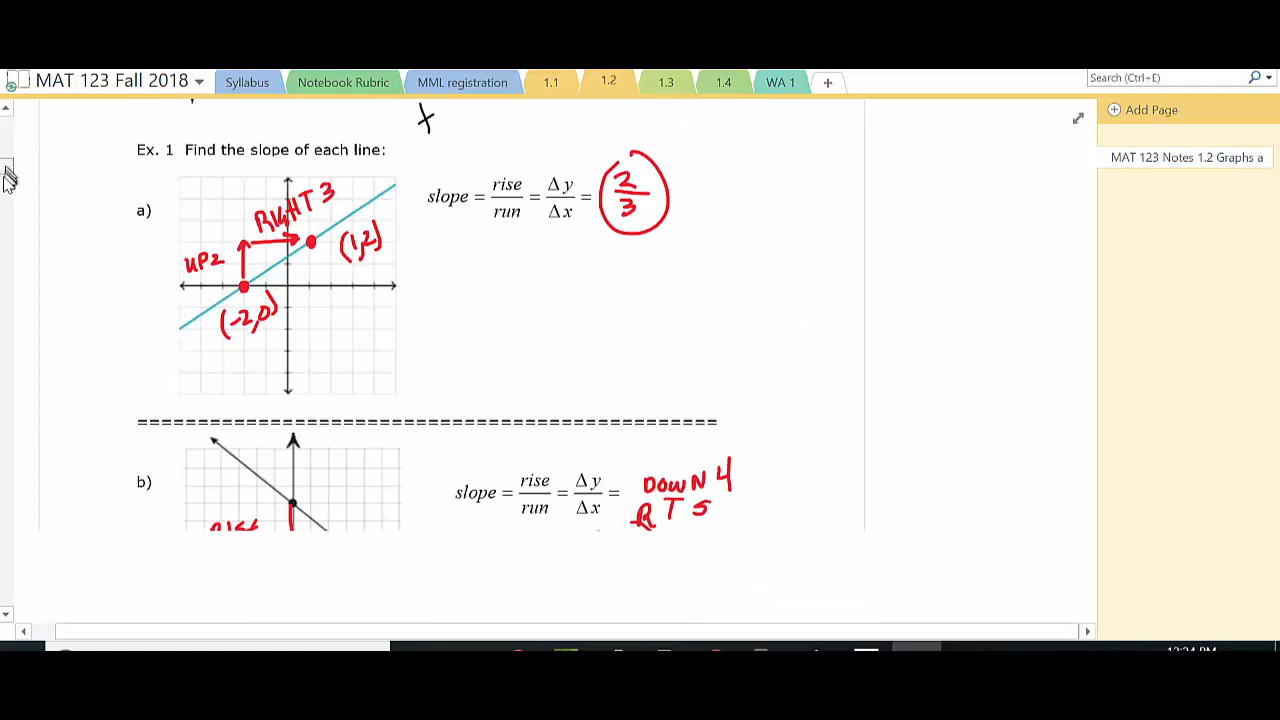 MAT 123 Fall 2018
Syllabus
Notebook Rubric
MML registration
1.1
1.2
1.3
1.4
WA 1
+
Search (Ctrl+E)
Add Page
MAT 123 Notes 1.2 Graphs a
x
Ex. 1 Find the slope of each line:
a)
slope = rise/run = Δy/Δx = 2/3
RIGHT 3
UP2
(1,2)
(-2,0)
==================================================
b)
slope = rise/run = Δy/Δx =
DOWN 4
RT 5